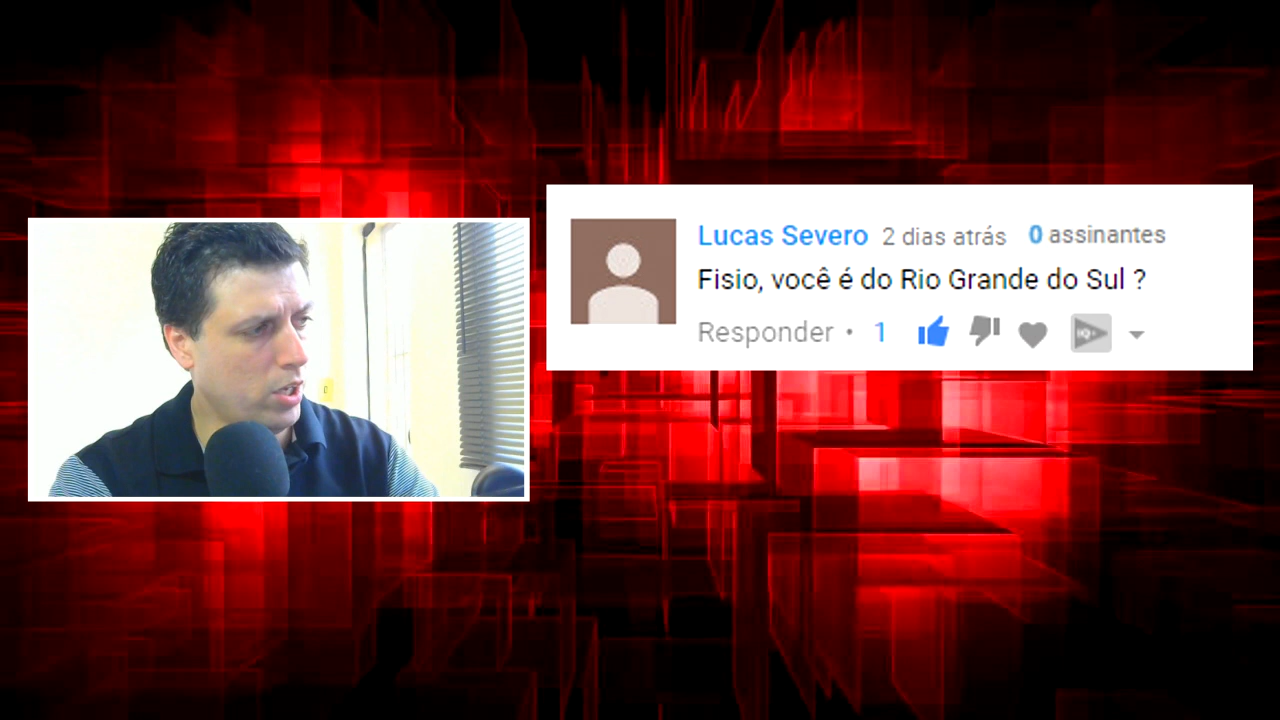 Lucas Severo 2 dias atrás 0 assinantes
Fisio, você é do Rio Grande do Sul ?
Responder • 1